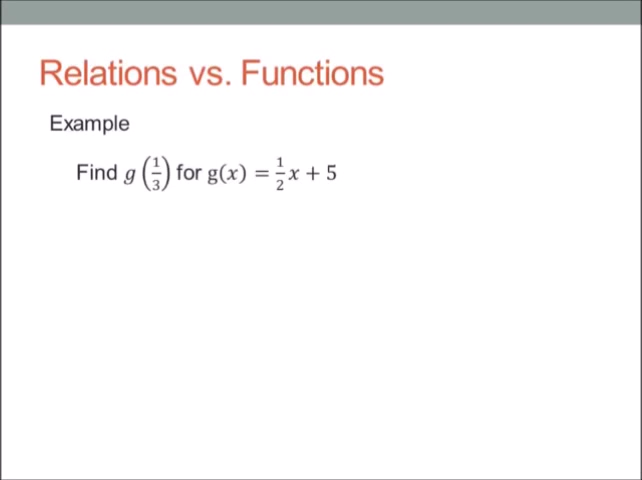 Relations vs. Functions
Example
Find g (1/3) for g(x) = 1/2 x + 5